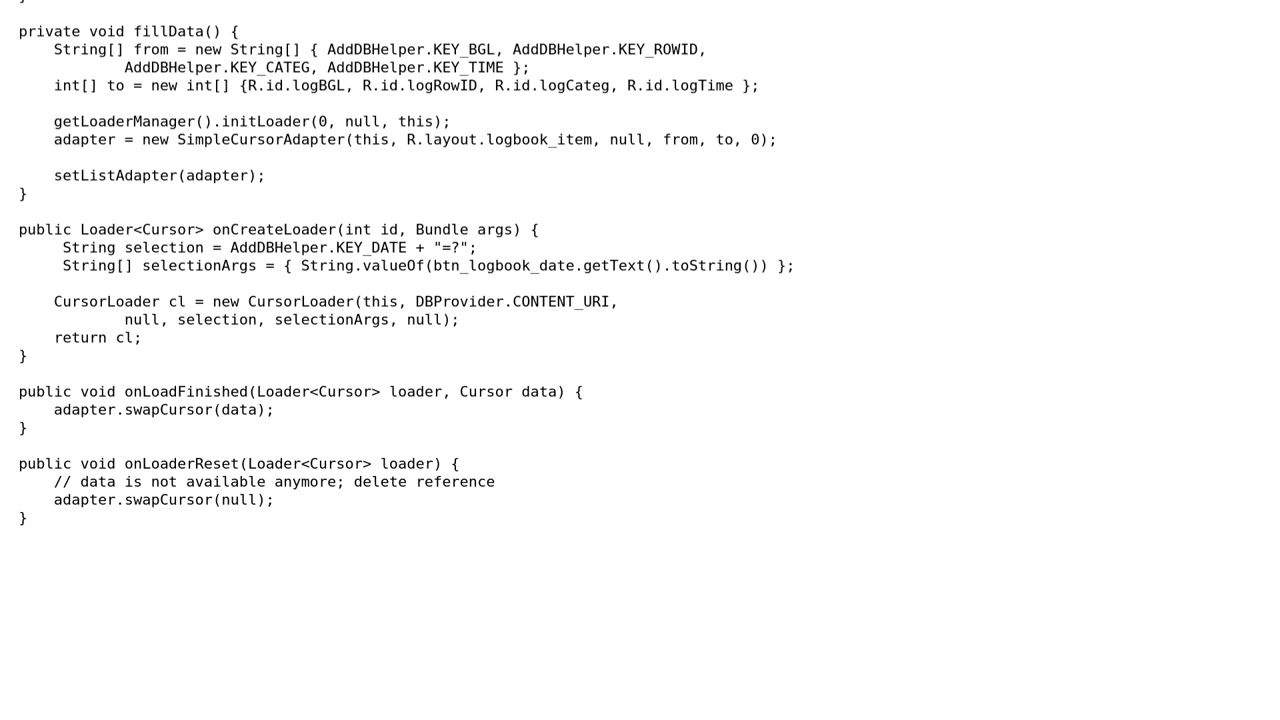 }
private void fillData() {
    String[] from = new String[] { AddDBHelper.KEY_BGL, AddDBHelper.KEY_ROWID,
            AddDBHelper.KEY_CATEG, AddDBHelper.KEY_TIME };
    int[] to = new int[] {R.id.logBGL, R.id.logRowID, R.id.logCateg, R.id.logTime };

    getLoaderManager().initLoader(0, null, this);
    adapter = new SimpleCursorAdapter(this, R.layout.logbook_item, null, from, to, 0);

    setListAdapter(adapter);
}

public Loader<Cursor> onCreateLoader(int id, Bundle args) {
     String selection = AddDBHelper.KEY_DATE + "=?";
     String[] selectionArgs = { String.valueOf(btn_logbook_date.getText().toString()) };

    CursorLoader cl = new CursorLoader(this, DBProvider.CONTENT_URI,
            null, selection, selectionArgs, null);
    return cl;
}

public void onLoadFinished(Loader<Cursor> loader, Cursor data) {
    adapter.swapCursor(data);
}

public void onLoaderReset(Loader<Cursor> loader) {
    // data is not available anymore; delete reference
    adapter.swapCursor(null);
}